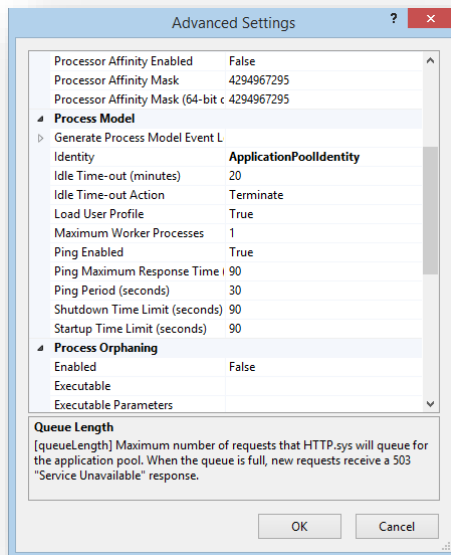 Advanced Settings
?
Processor Affinity Enabled False
Processor Affinity Mask 4294967295
Processor Affinity Mask (64-bit c 4294967295
Process Model
Generate Process Model Event L
Identity ApplicationPoolIdentity
Idle Time-out (minutes) 20
Idle Time-out Action Terminate
Load User Profile True
Maximum Worker Processes 1
Ping Enabled True
Ping Maximum Response Time ( 90
Ping Period (seconds) 30
Shutdown Time Limit (seconds) 90
Startup Time Limit (seconds) 90
Process Orphaning
Enabled False
Executable
Executable Parameters
Queue Length
[queueLength] Maximum number of requests that HTTP.sys will queue for
the application pool. When the queue is full, new requests receive a 503
"Service Unavailable" response.
OK Cancel